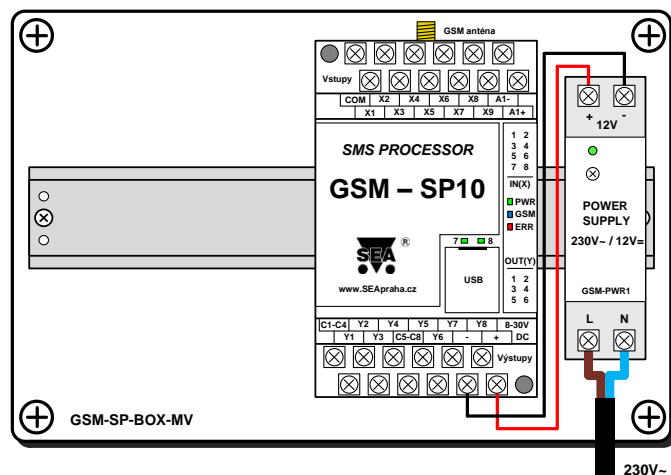 GSM anténa
Vstupy
COM X2 X4 X6 X8 A1-
X1 X3 X5 X7 X9 A1+
SMS PROCESSOR
GSM – SP10
SEA ®
www.SEApraha.cz
1 2
3 4
5 6
7 8
IN(X)
PWR
GSM
ERR
7 8
USB
OUT(Y)
1 2
3 4
5 6
C1-C4 Y2 Y4 Y5 Y7 Y8 8-30V
Y1 Y3 C5-C8 Y6 - + DC
Výstupy
+ -
12V
POWER
SUPPLY
230V~ / 12V=
GSM-PWR1
L N
GSM-SP-BOX-MV
230V~